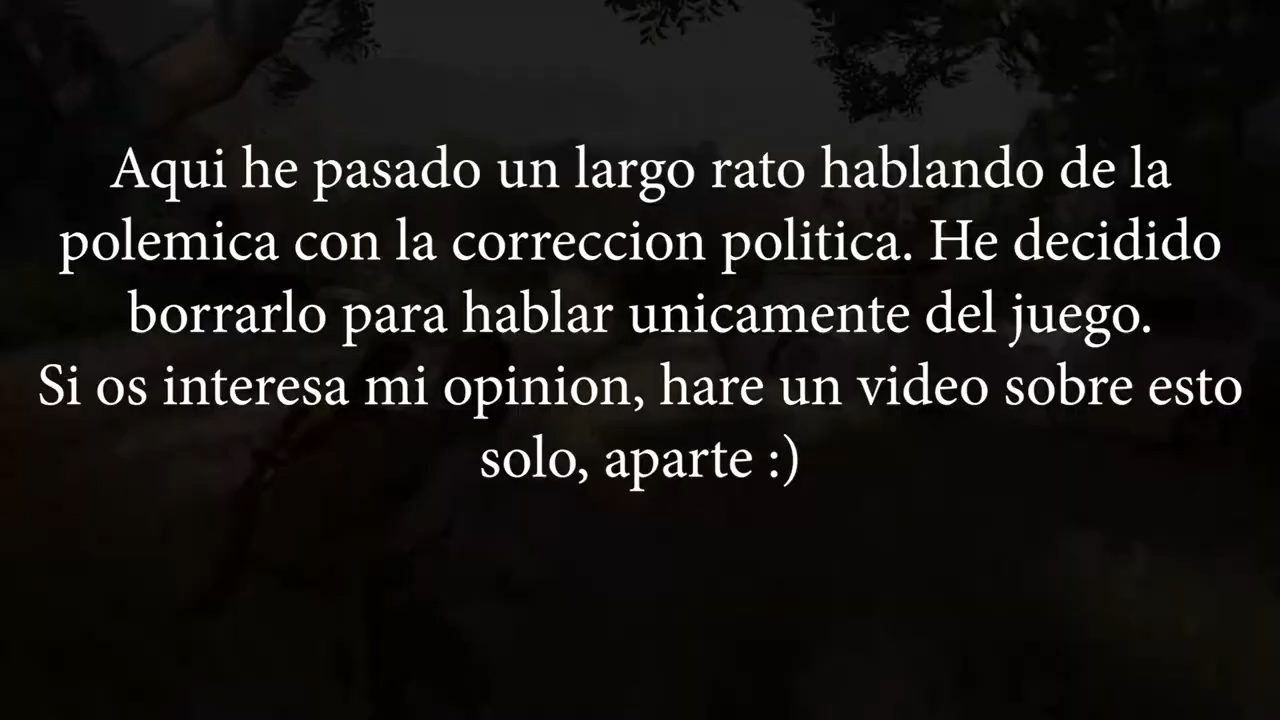 Aqui he pasado un largo rato hablando de la
polemica con la correccion politica. He decidido
borrarlo para hablar unicamente del juego.
Si os interesa mi opinion, hare un video sobre esto
solo, aparte :)